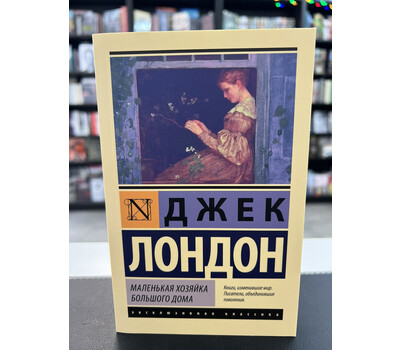 ДЖЕК
ЛОНДОН
МАЛЕНЬКАЯ ХОЗЯЙКА
БОЛЬШОГО ДОМА
Книги, изменившие мир.
Писатели, объединившие
поколения.
ЭКСКЛЮЗИВНАЯ КЛАССИКА